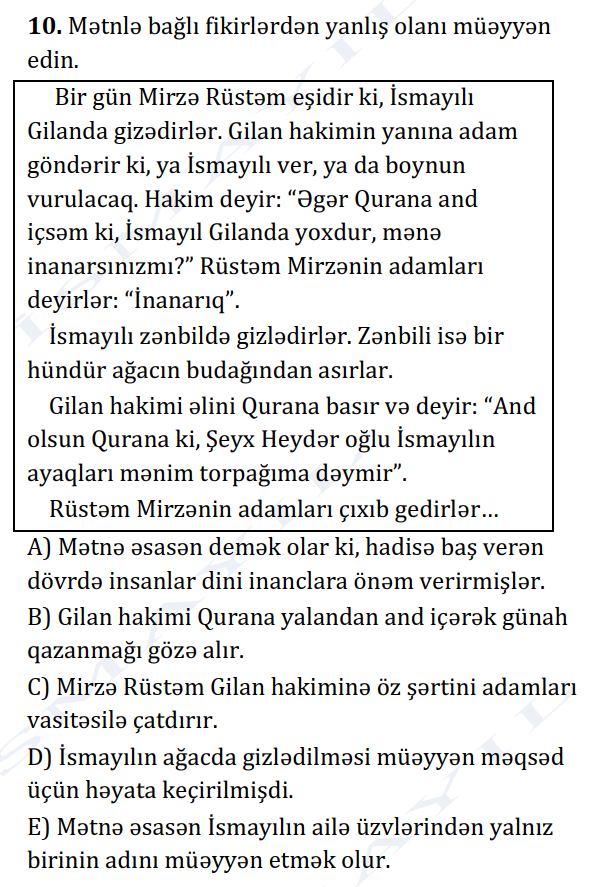 10. Mətnlə bağlı fikirlərdən yanlış olanı müəyyən
edin.
Bir gün Mirzə Rüstəm eşidir ki, İsmayılı
Gilanda gizədirlər. Gilan hakimin yanına adam
göndərir ki, ya İsmayılı ver, ya da boynun
vurulacaq. Hakim deyir: “Əgər Qurana and
içsəm ki, İsmayıl Gilanda yoxdur, mənə
inanarsınızmı?” Rüstəm Mirzənin adamları
deyirlər: “İnanarıq”.
İsmayılı zənbildə gizlədirlər. Zənbili isə bir
hündür ağacın budağından asırlar.
Gilan hakimi əlini Qurana basır və deyir: “And
olsun Qurana ki, Şeyx Heydər oğlu İsmayılın
ayaqları mənim torpağıma dəymir”.
Rüstəm Mirzənin adamları çıxıb gedirlər...
A) Mətnə əsasən demək olar ki, hadisə baş verən
dövrdə insanlar dini inanclara önəm verirmişlər.
B) Gilan hakimi Qurana yalandan and içərək günah
qazanmağı gözə alır.
C) Mirzə Rüstəm Gilan hakiminə öz şərtini adamları
vasitəsilə çatdırır.
D) İsmayılın ağacda gizlədilməsi müəyyən məqsəd
üçün həyata keçirilmişdi.
E) Mətnə əsasən İsmayılın ailə üzvlərindən yalnız
birinin adını müəyyən etmək olur.